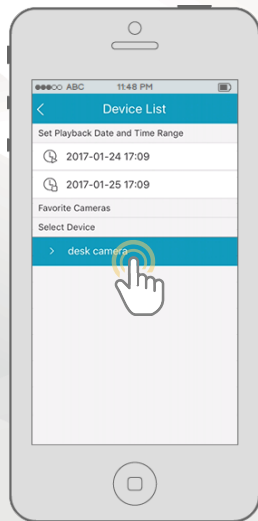 ABC 11:48 PM
Device List
Set Playback Date and Time Range
2017-01-24 17:09
2017-01-25 17:09
Favorite Cameras
Select Device
desk camera